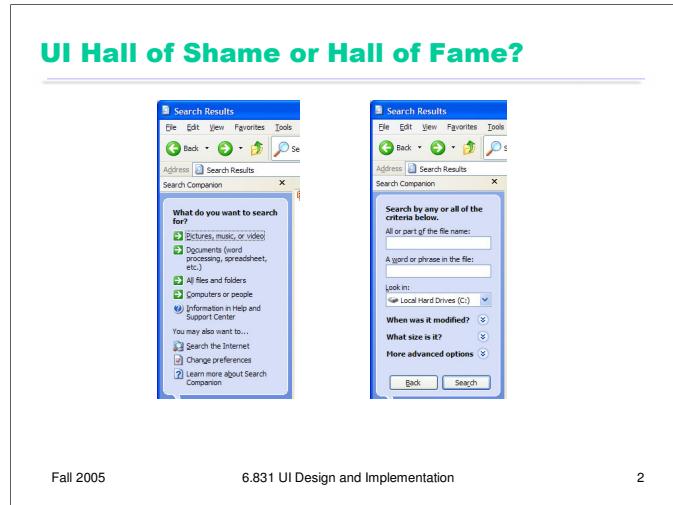 UI Hall of Shame or Hall of Fame?
Search Results
File Edit View Favorites Tools
Back
Address Search Results
Search Companion
What do you want to search
for?
Pictures, music, or video
Documents (word
processing, spreadsheet,
etc.)
All files and folders
Computers or people
Information in Help and
Support Center
You may also want to...
Search the Internet
Change preferences
Learn more about Search
Companion
Search Results
File Edit View Favorites Tools
Back
Address Search Results
Search Companion
Search by any or all of the
criteria below.
All or part of the file name:
A word or phrase in the file:
Look in:
Local Hard Drives (C:)
When was it modified?
What size is it?
More advanced options
Back Search
Fall 2005 6.831 UI Design and Implementation 2